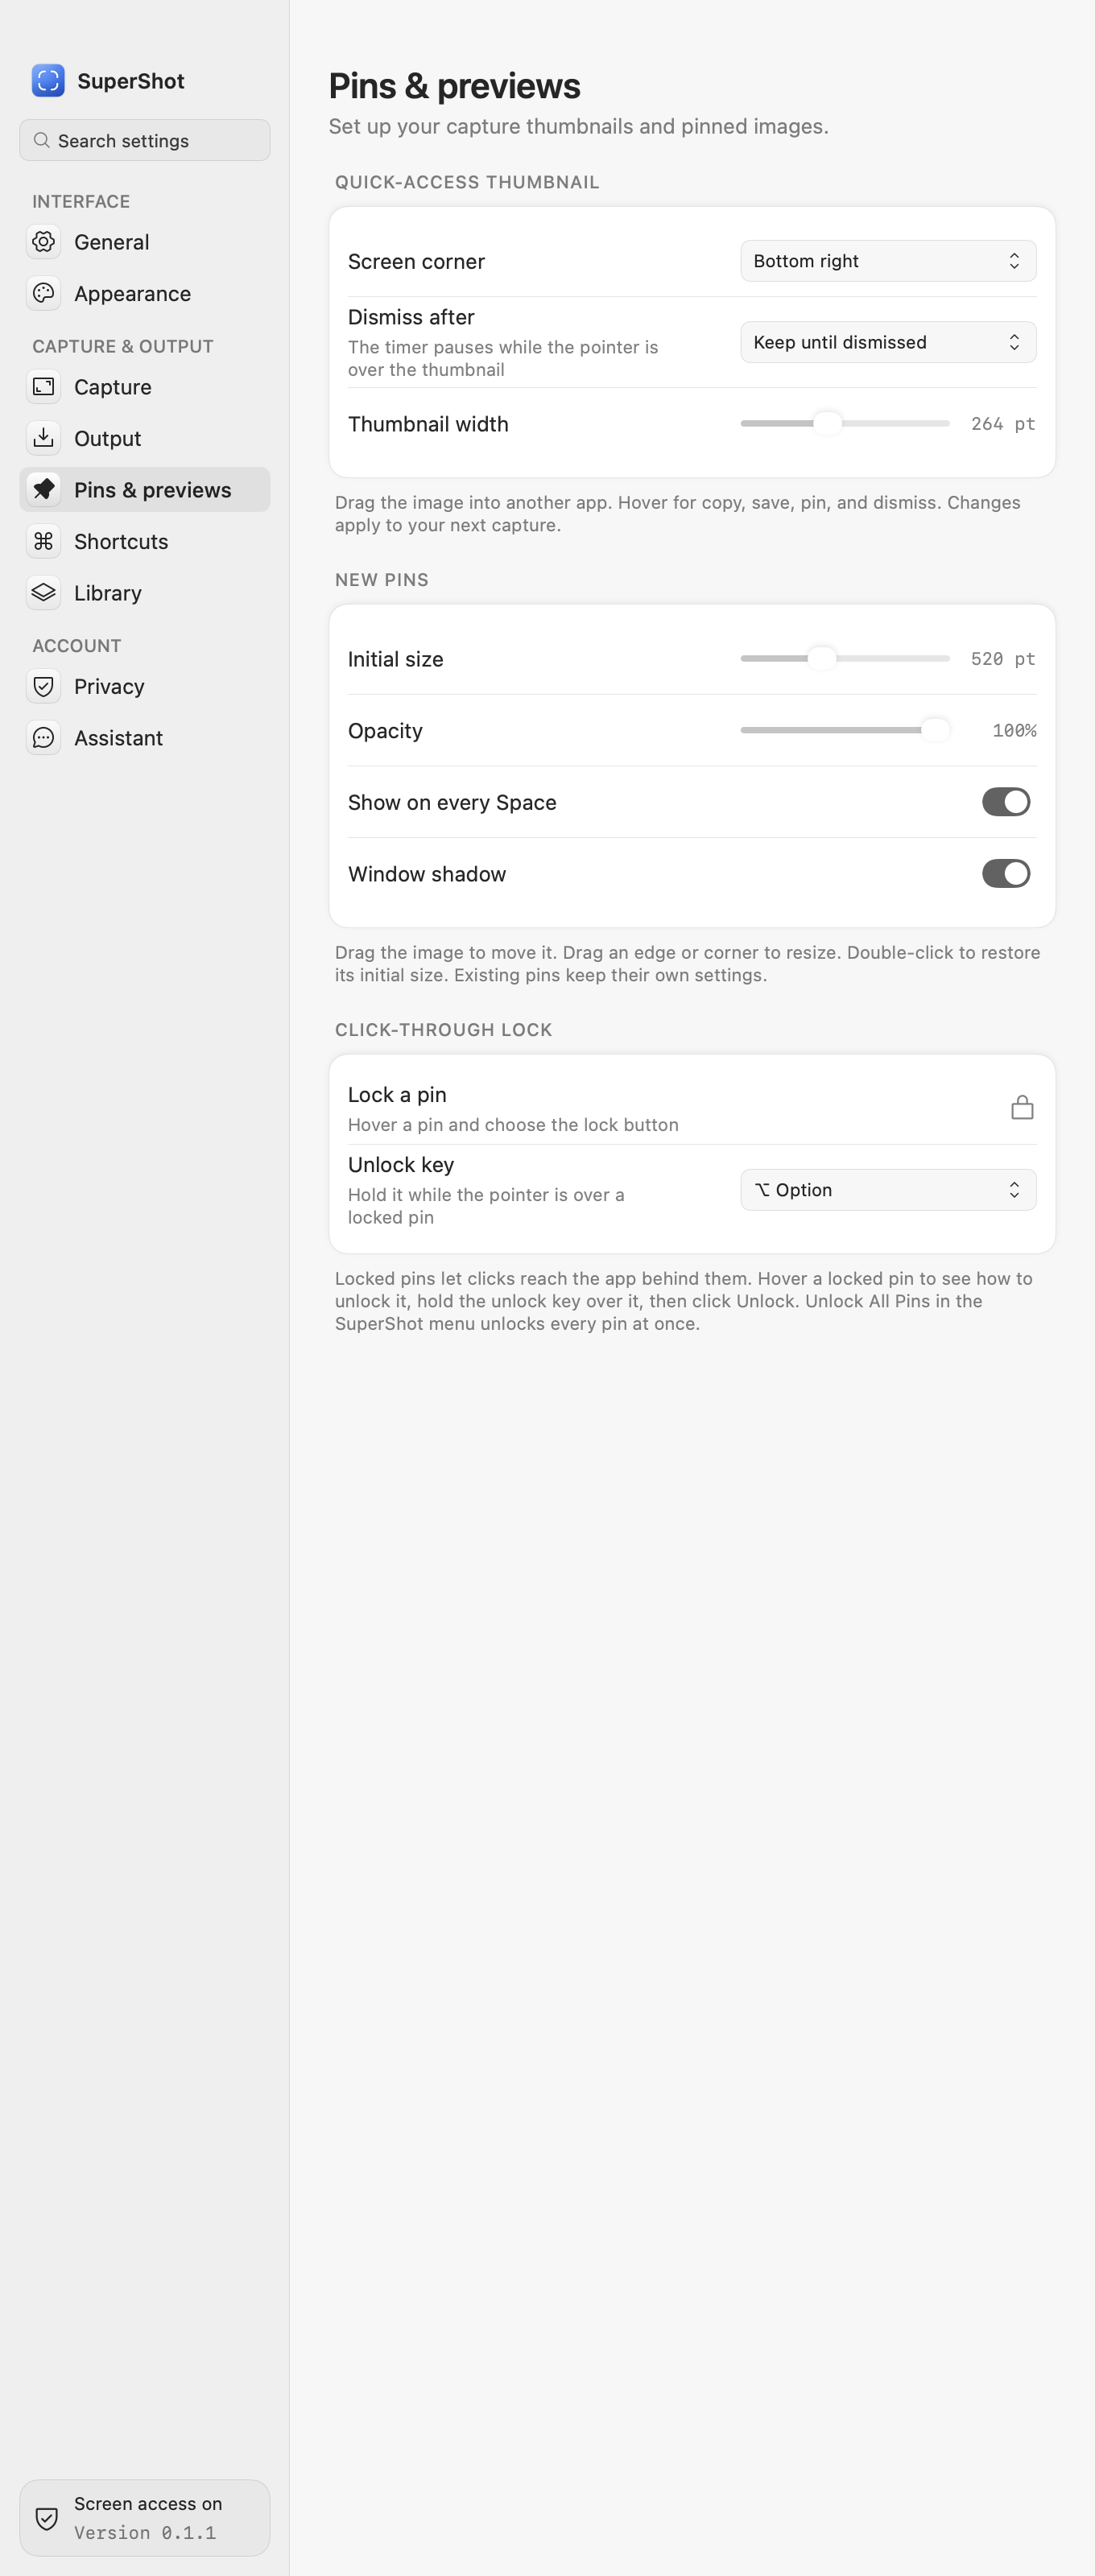 SuperShot
Search settings
INTERFACE
General
Appearance
CAPTURE & OUTPUT
Capture
Output
Pins & previews
Shortcuts
Library
ACCOUNT
Privacy
Assistant
Screen access on
Version 0.1.1
Pins & previews
Set up your capture thumbnails and pinned images.
QUICK-ACCESS THUMBNAIL
Screen corner
Bottom right
Dismiss after
The timer pauses while the pointer is
over the thumbnail
Keep until dismissed
Thumbnail width
264 pt
Drag the image into another app. Hover for copy, save, pin, and dismiss. Changes
apply to your next capture.
NEW PINS
Initial size
520 pt
Opacity
100%
Show on every Space
Window shadow
Drag the image to move it. Drag an edge or corner to resize. Double-click to restore
its initial size. Existing pins keep their own settings.
CLICK-THROUGH LOCK
Lock a pin
Hover a pin and choose the lock button
Unlock key
Hold it while the pointer is over a
locked pin
⌥ Option
Locked pins let clicks reach the app behind them. Hover a locked pin to see how to
unlock it, hold the unlock key over it, then click Unlock. Unlock All Pins in the
SuperShot menu unlocks every pin at once.